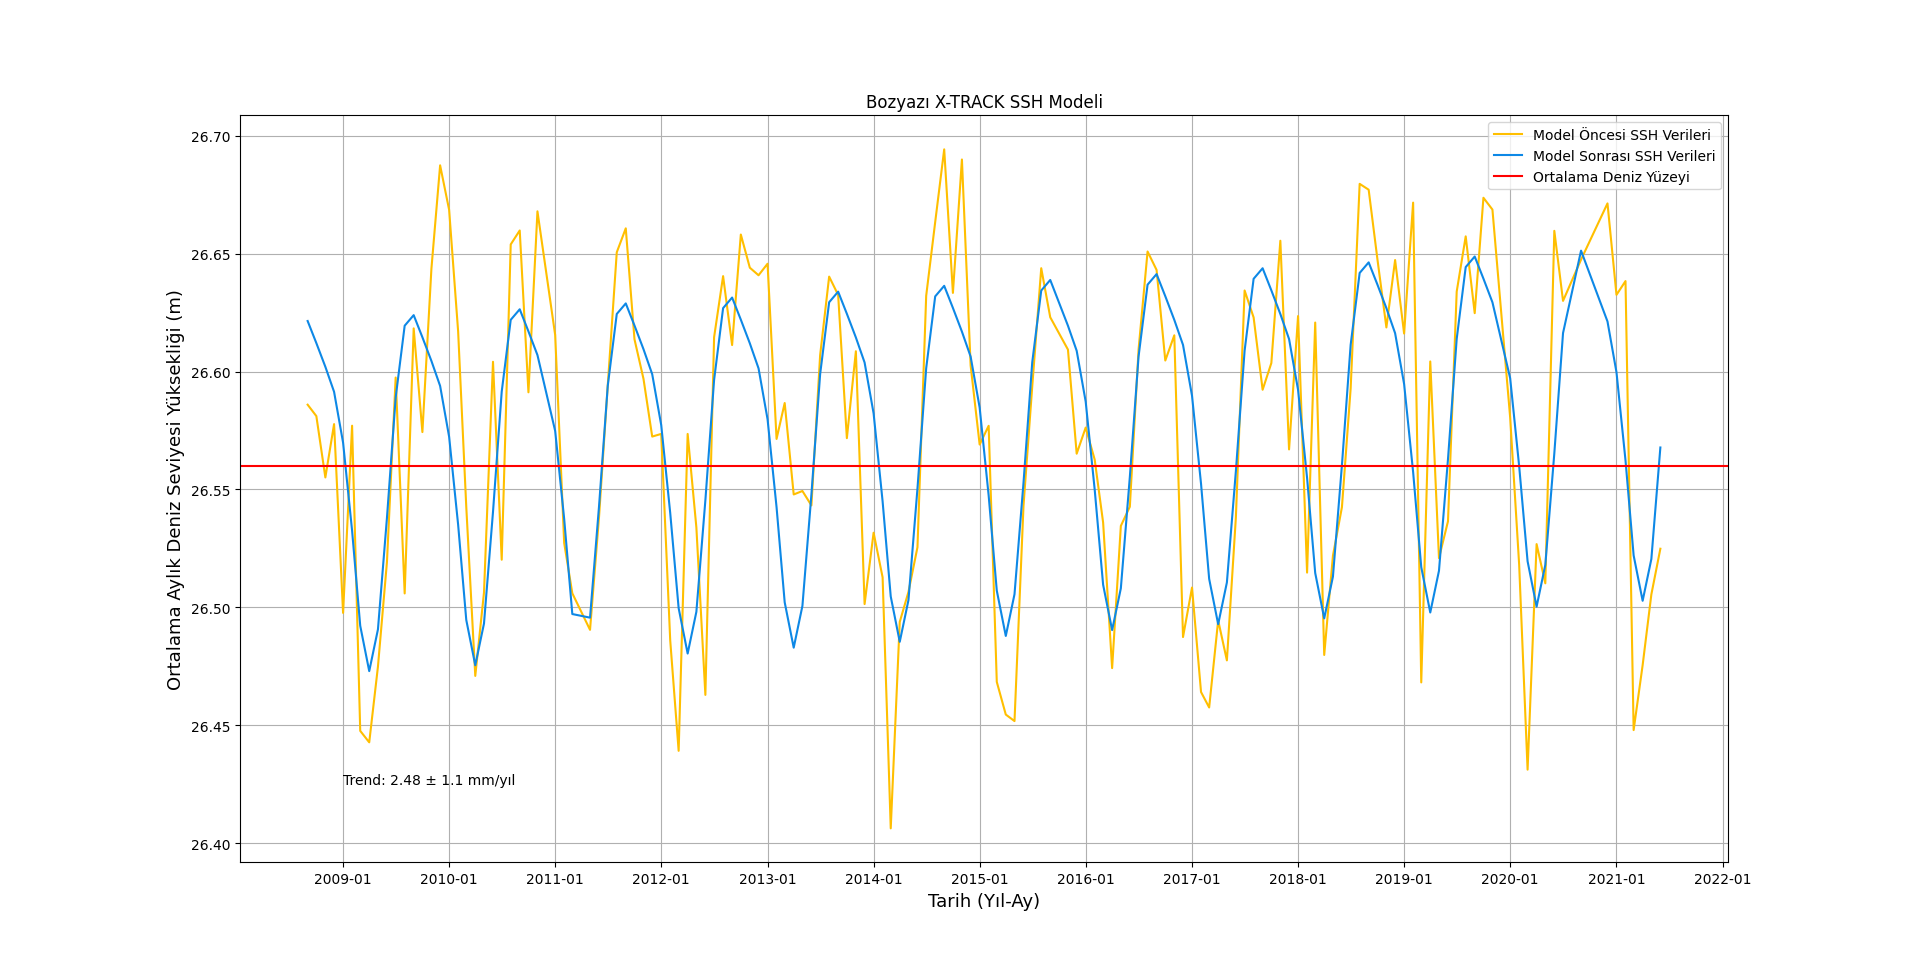 Bozyazı X-TRACK SSH Modeli
Model Öncesi SSH Verileri
Model Sonrası SSH Verileri
Ortalama Deniz Yüzeyi
Ortalama Aylık Deniz Seviyesi Yüksekliği (m)
26.70
26.65
26.60
26.55
26.50
26.45
26.40
Trend: 2.48 ± 1.1 mm/yıl
2009-01 2010-01 2011-01 2012-01 2013-01 2014-01 2015-01 2016-01 2017-01 2018-01 2019-01 2020-01 2021-01 2022-01
Tarih (Yıl-Ay)